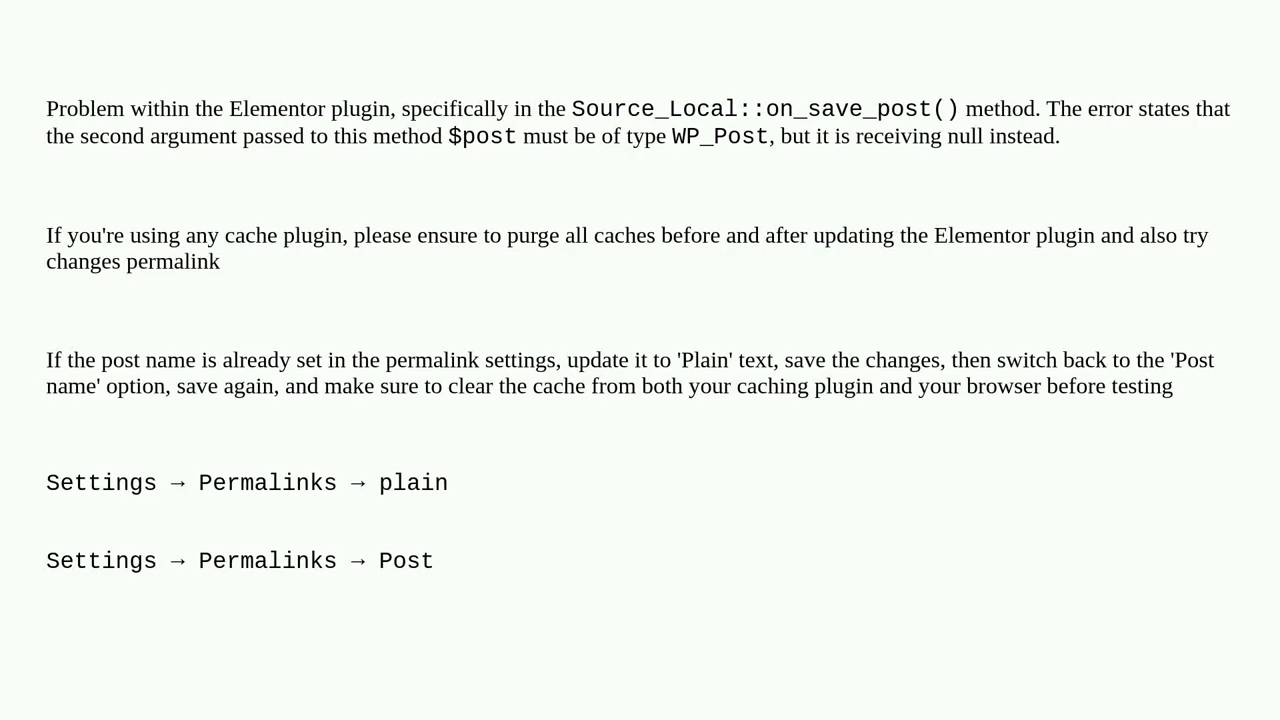 Problem within the Elementor plugin, specifically in the Source_Local::on_save_post() method. The error states that
the second argument passed to this method $post must be of type WP_Post, but it is receiving null instead.
If you're using any cache plugin, please ensure to purge all caches before and after updating the Elementor plugin and also try
changes permalink
If the post name is already set in the permalink settings, update it to 'Plain' text, save the changes, then switch back to the 'Post
name' option, save again, and make sure to clear the cache from both your caching plugin and your browser before testing
Settings → Permalinks → plain
Settings → Permalinks → Post